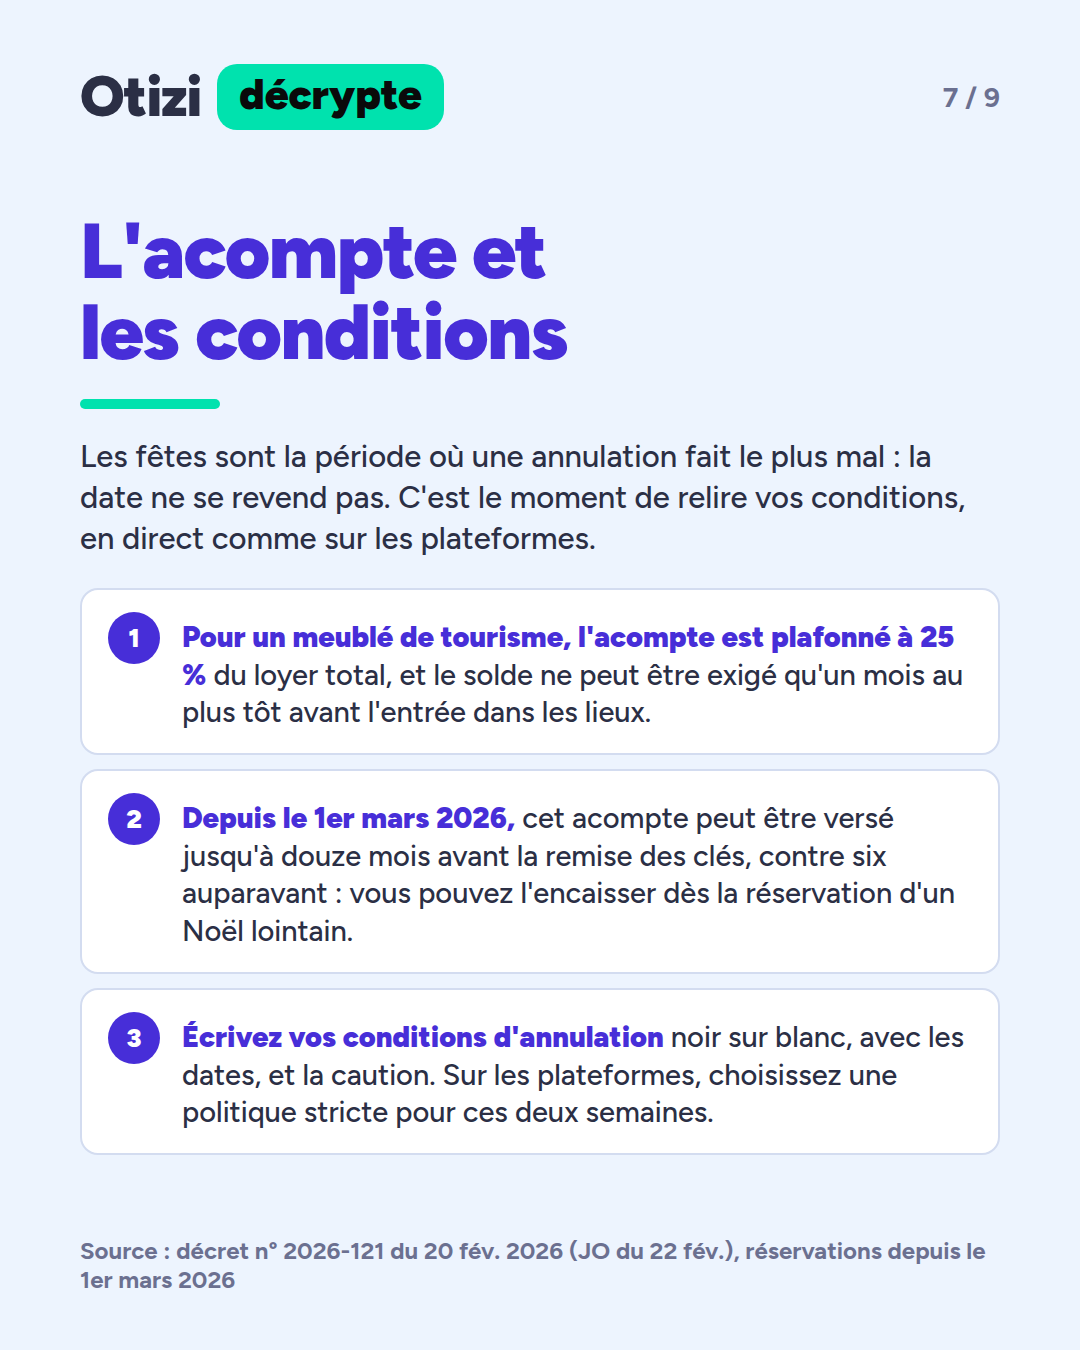 Otizi décrypte
7 / 9
L'acompte et
les conditions
Les fêtes sont la période où une annulation fait le plus mal : la
date ne se revend pas. C'est le moment de relire vos conditions,
en direct comme sur les plateformes.
1
Pour un meublé de tourisme, l'acompte est plafonné à 25
% du loyer total, et le solde ne peut être exigé qu'un mois au
plus tôt avant l'entrée dans les lieux.
2
Depuis le 1er mars 2026, cet acompte peut être versé
jusqu'à douze mois avant la remise des clés, contre six
auparavant : vous pouvez l'encaisser dès la réservation d'un
Noël lointain.
3
Écrivez vos conditions d'annulation noir sur blanc, avec les
dates, et la caution. Sur les plateformes, choisissez une
politique stricte pour ces deux semaines.
Source : décret n° 2026-121 du 20 fév. 2026 (JO du 22 fév.), réservations depuis le
1er mars 2026